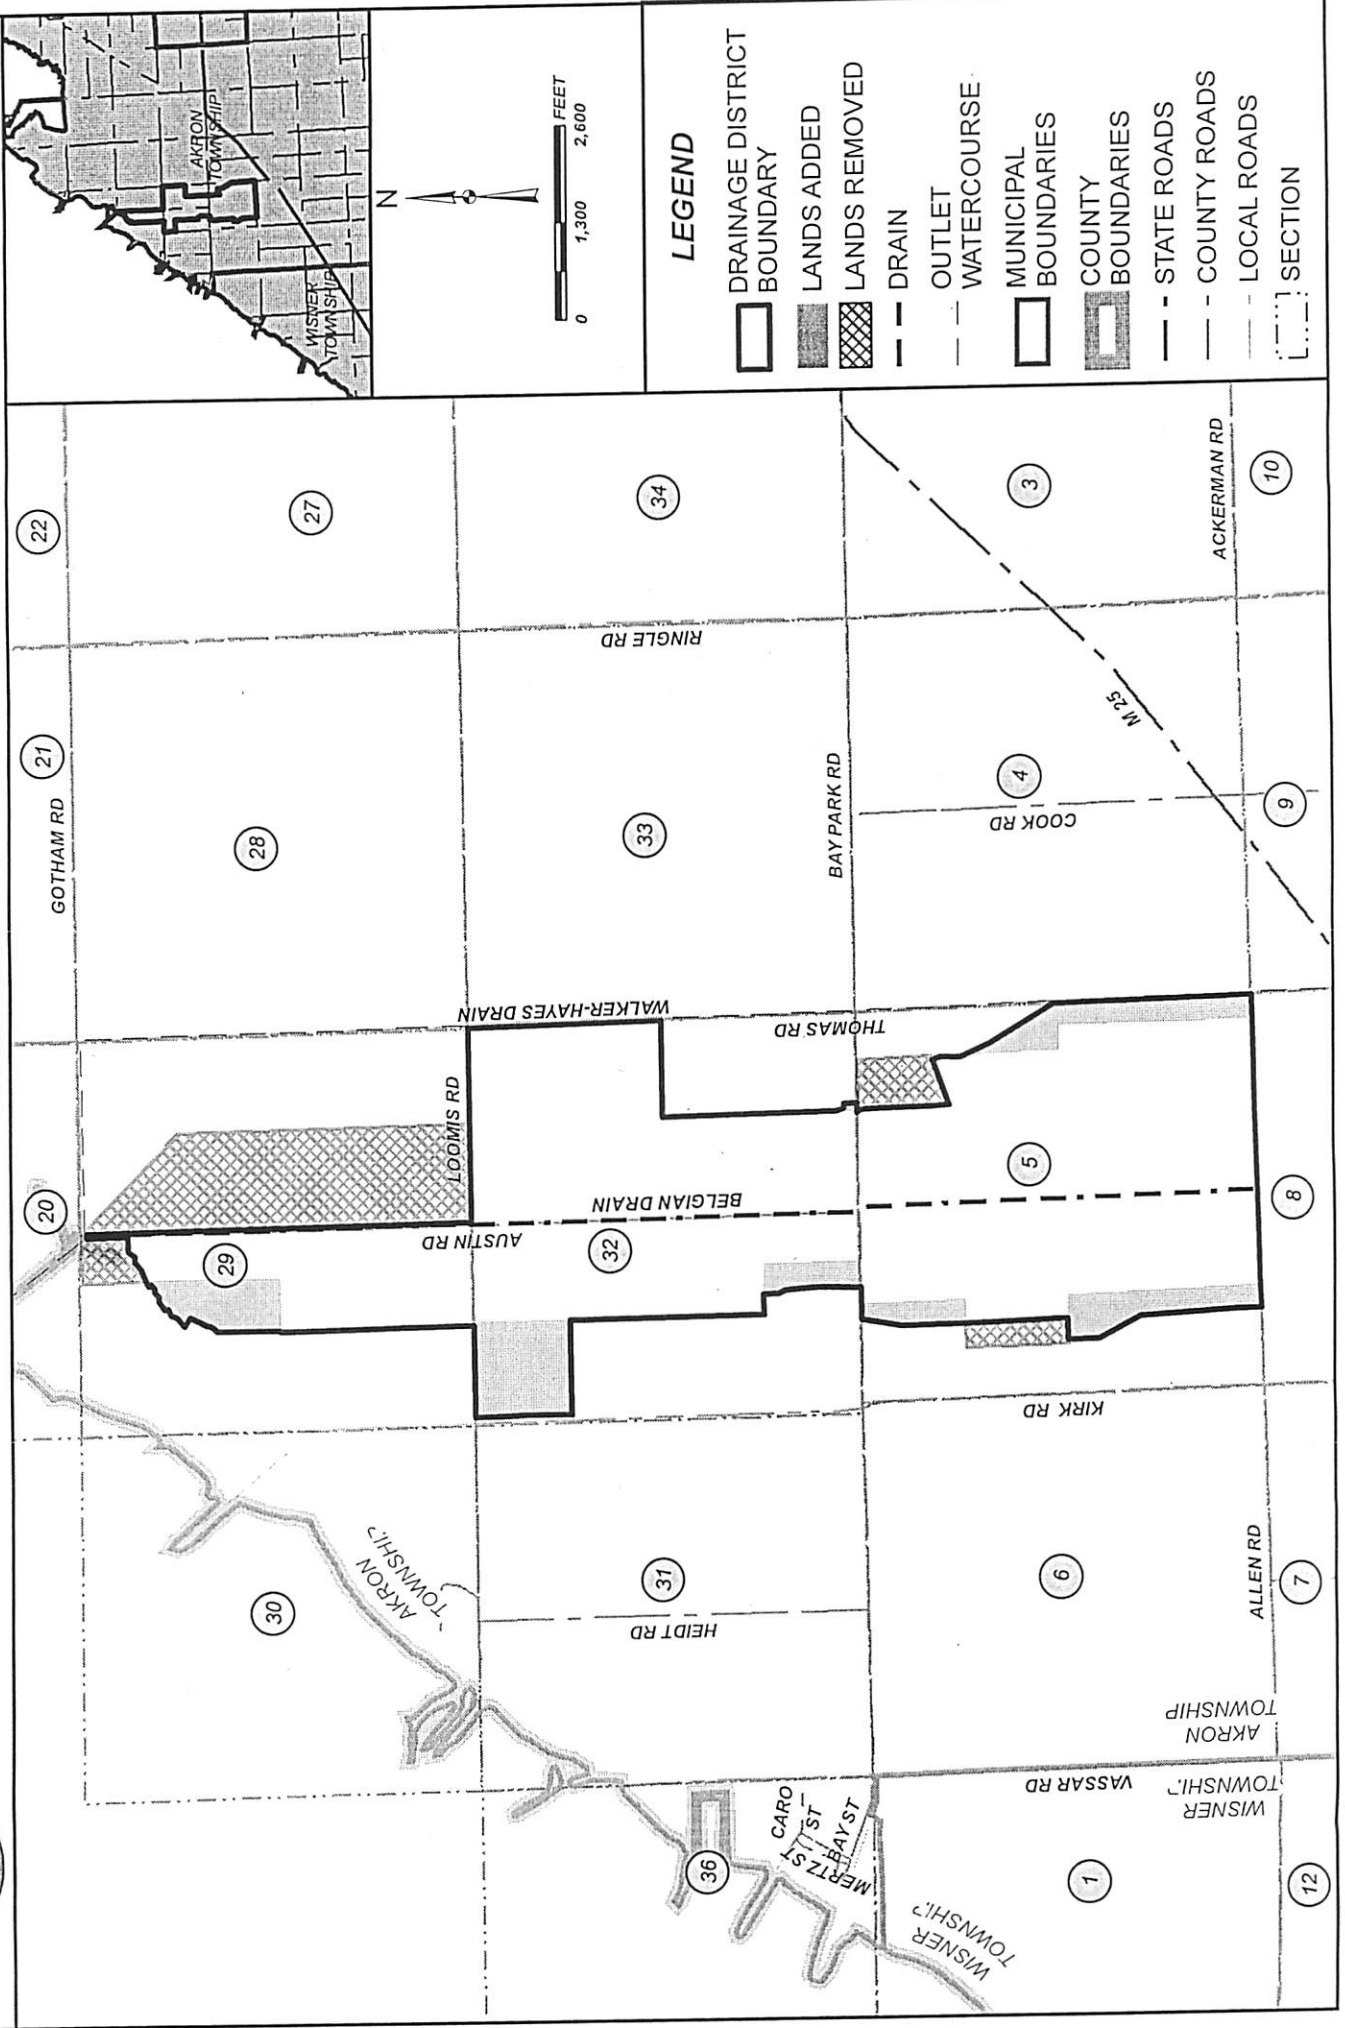 AKRON
TOWNSHIP
WISNER
TOWNSHIP
N
0
1,300
2,600
FEET
LEGEND
DRAINAGE DISTRICT
BOUNDARY
LANDS ADDED
LANDS REMOVED
DRAIN
OUTLET
WATERCOURSE
MUNICIPAL
BOUNDARIES
COUNTY
BOUNDARIES
STATE ROADS
COUNTY ROADS
LOCAL ROADS
SECTION
22
27
34
3
10
ACKERMAN RD
RINGLE RD
M 25
21
GOTHAM RD
28
33
BAY PARK RD
4
COOK RD
9
WALKER-HAYES DRAIN
THOMAS RD
LOOMIS RD
20
29
AUSTIN RD
BELGIAN DRAIN
32
5
8
KIRK RD
30
AKRON
TOWNSHI.?
31
HEIDT RD
6
ALLEN RD
7
AKRON
TOWNSHIP
VASSAR RD
WISNER
TOWNSHI.
36
CARO
ST
BAY ST
MERTZ ST
WISNER
TOWNSHI.?
1
12